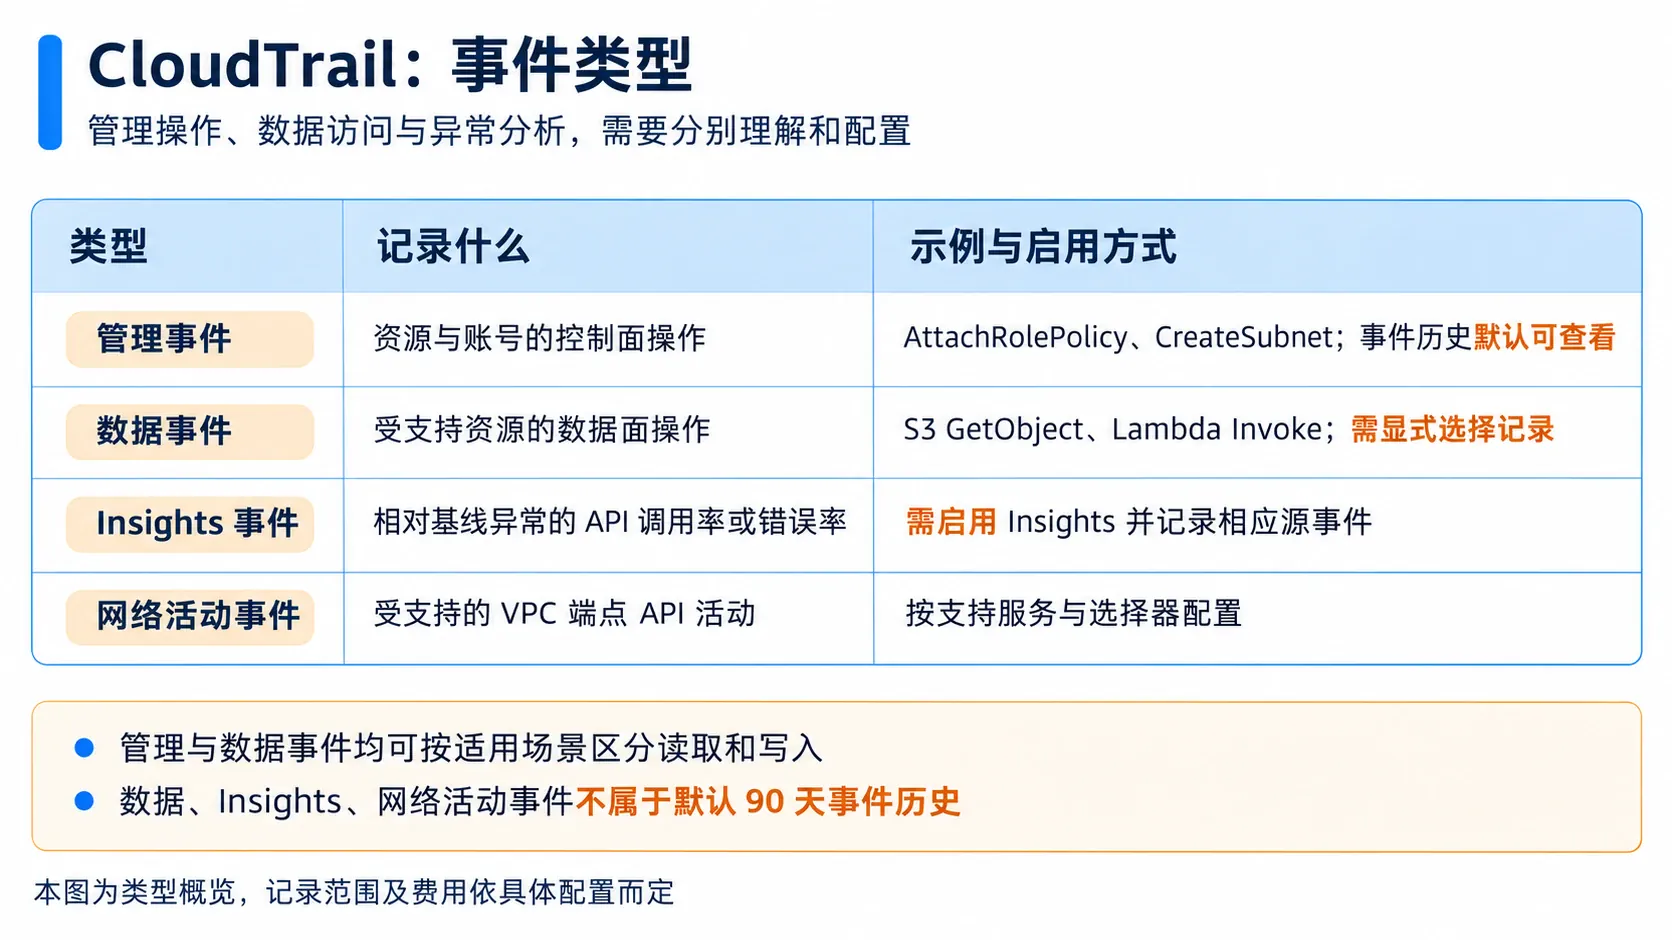 CloudTrail：事件类型
管理操作、数据访问与异常分析，需要分别理解和配置
类型 记录什么 示例与启用方式
管理事件 资源与账号的控制面操作 AttachRolePolicy、CreateSubnet；事件历史默认可查看
数据事件 受支持资源的数据面操作 S3 GetObject、Lambda Invoke；需显式选择记录
Insights 事件 相对基线异常的 API 调用率或错误率 需启用 Insights 并记录相应源事件
网络活动事件 受支持的 VPC 端点 API 活动 按支持服务与选择器配置
管理与数据事件均可按适用场景区分读取和写入
数据、Insights、网络活动事件不属于默认 90 天事件历史
本图为类型概览，记录范围及费用依具体配置而定